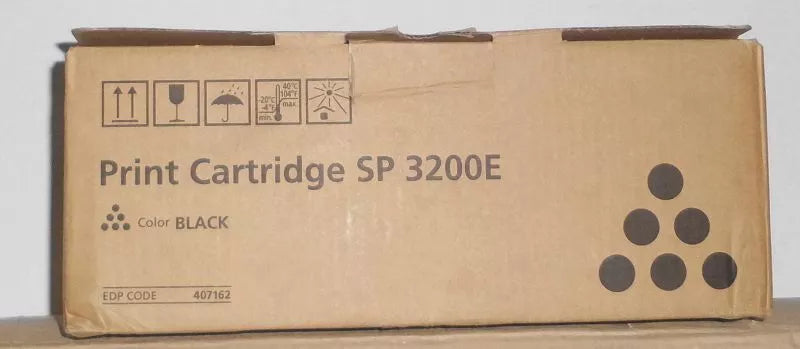 -20°C
-4°F
min.
40°C
104°F
max.
Print Cartridge SP 3200E
Color BLACK
EDP CODE 407162